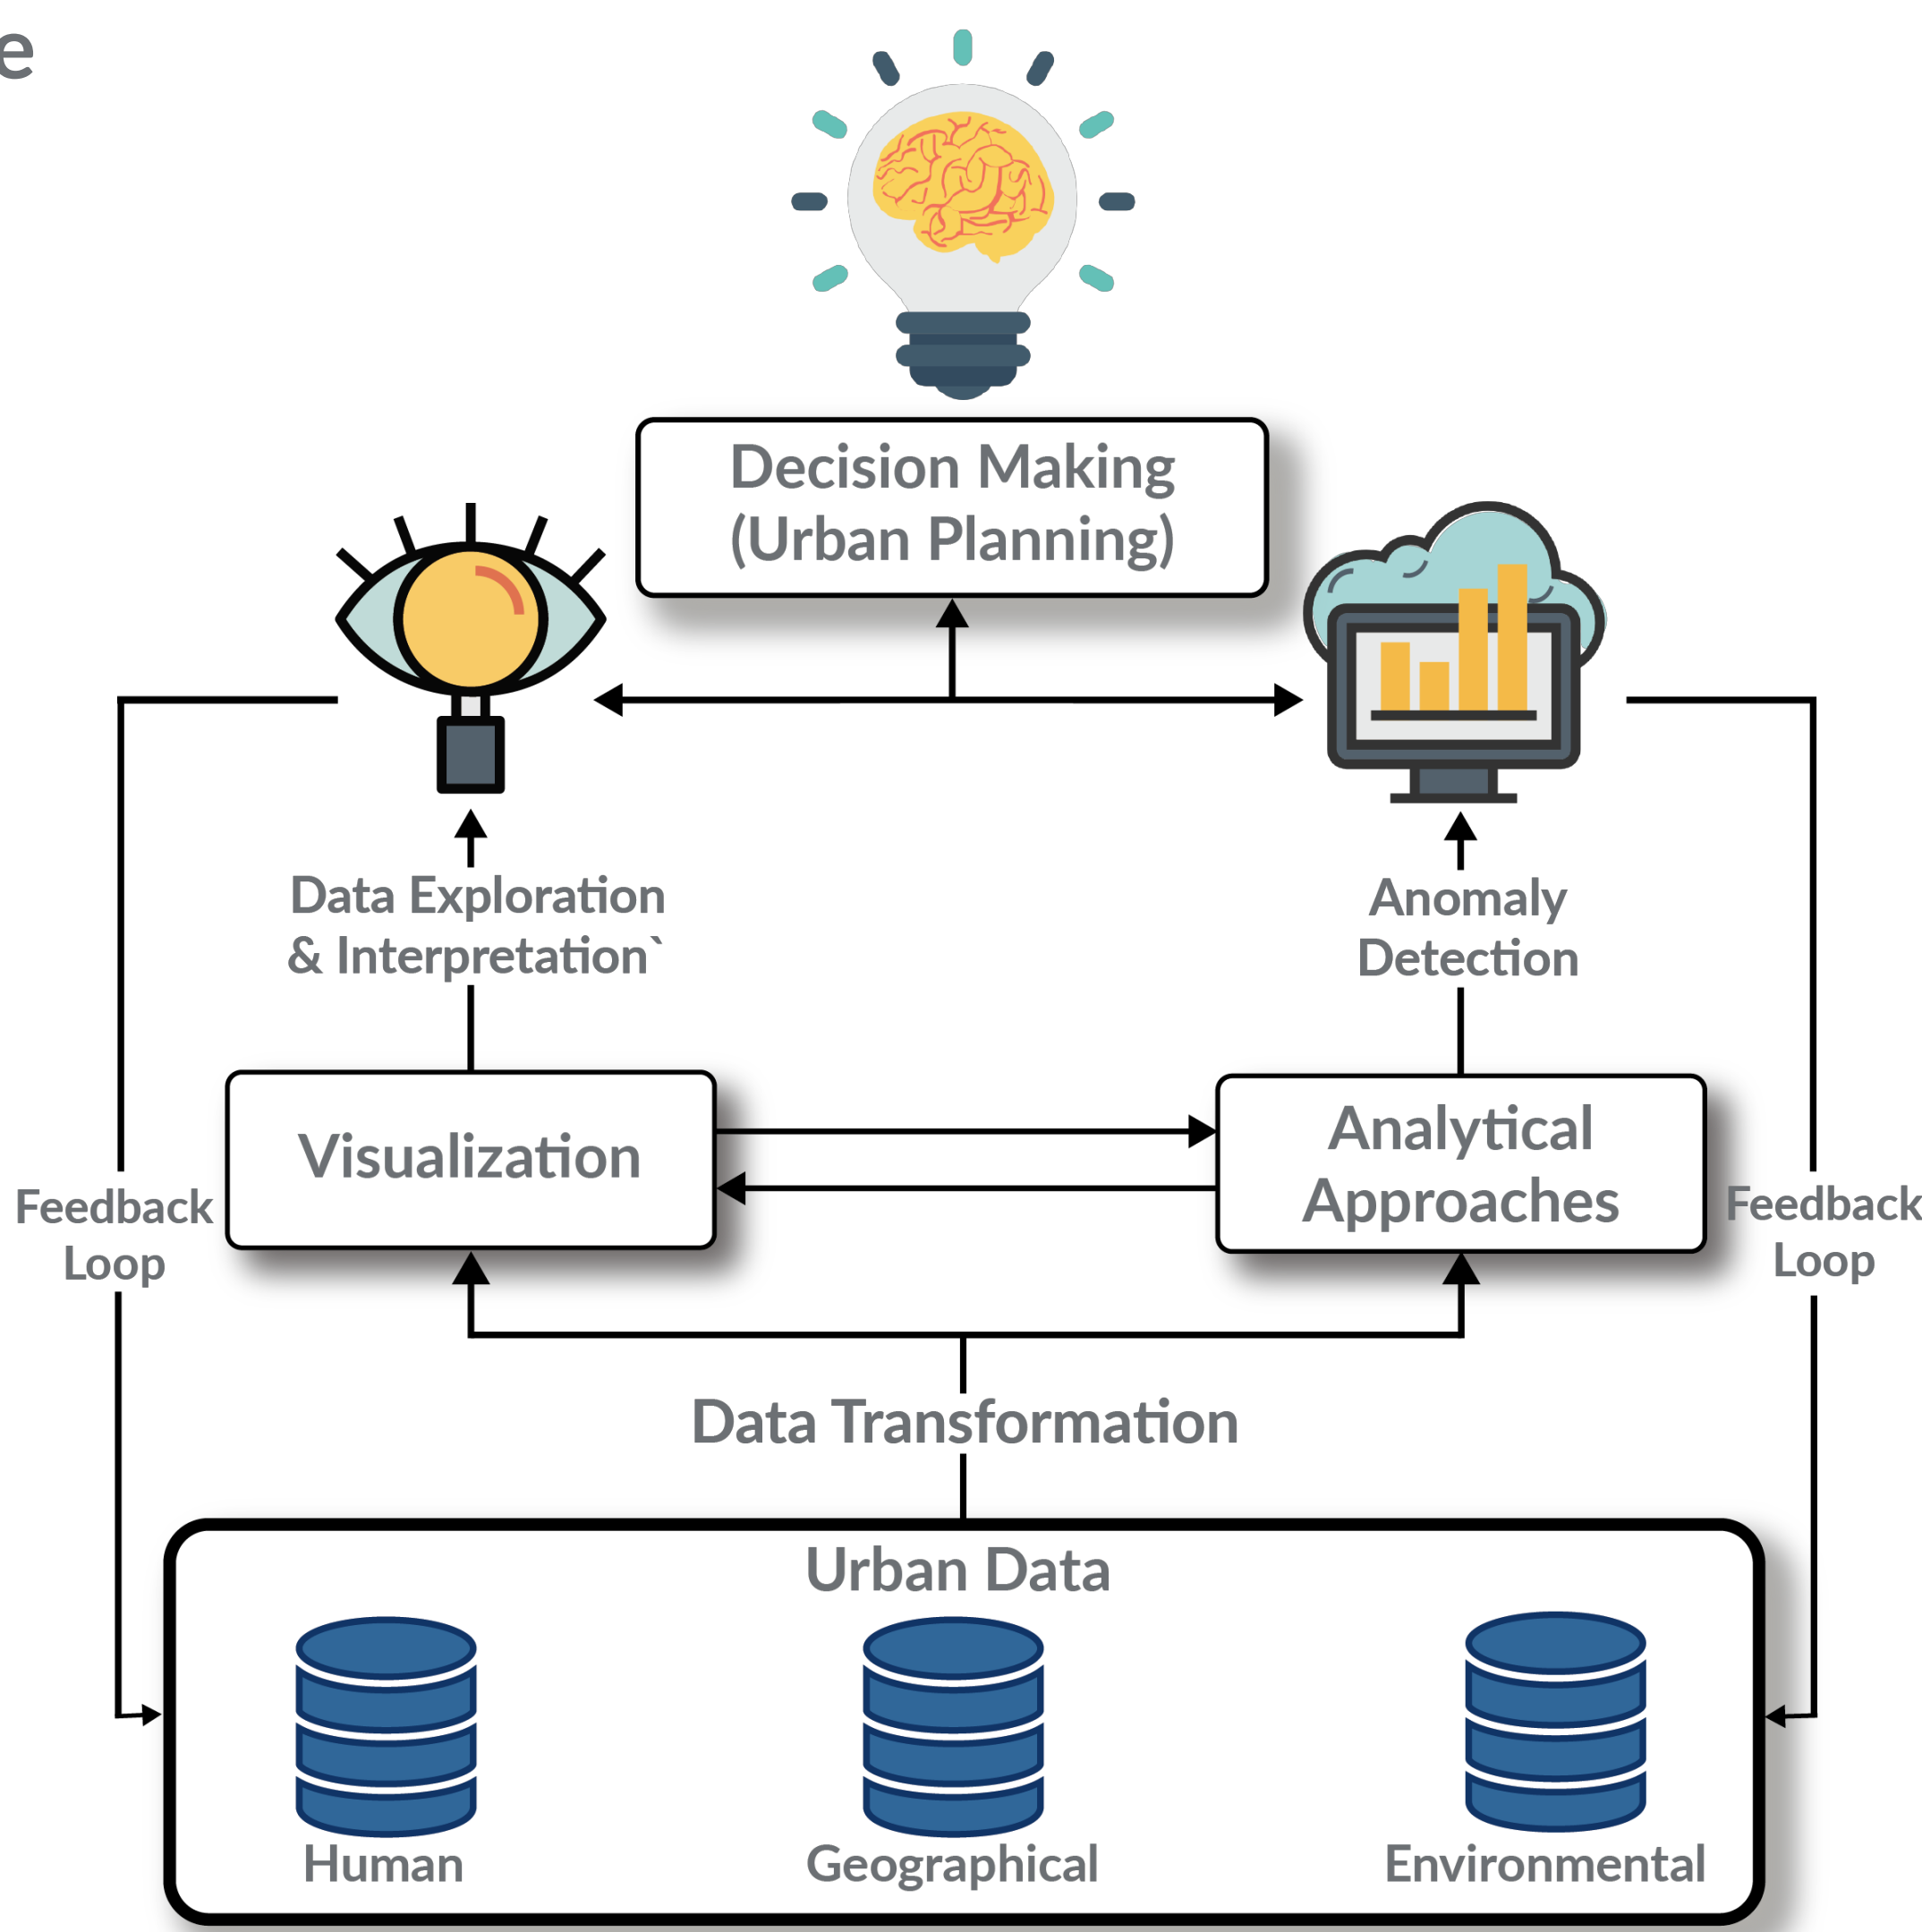 e
Decision Making
(Urban Planning)
Data Exploration
& Interpretation`
Anomaly
Detection
Visualization
Analytical
Approaches
Feedback
Loop
Feedback
Loop
Data Transformation
Urban Data
Human
Geographical
Environmental